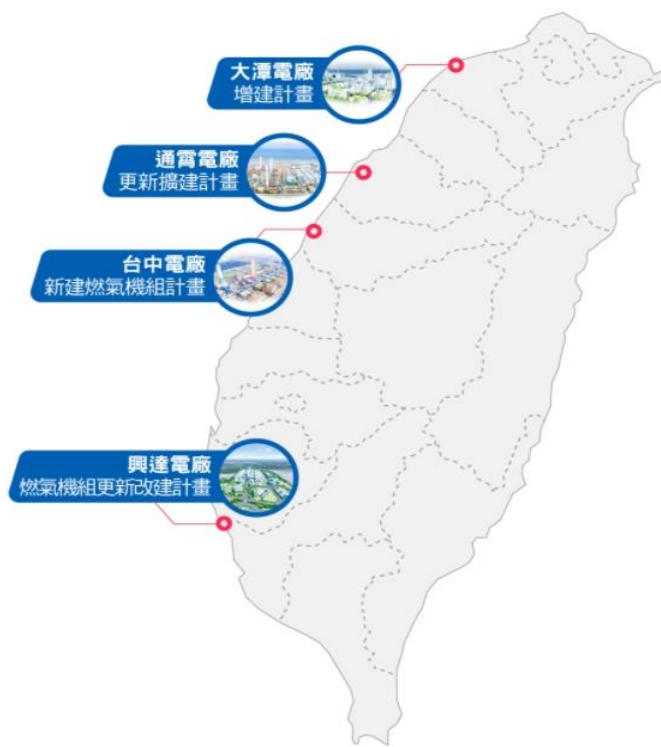 大潭電廠
增建計畫
通霄電廠
更新擴建計畫
台中電廠
新建燃氣機組計畫
興達電廠
燃氣機組更新改建計畫